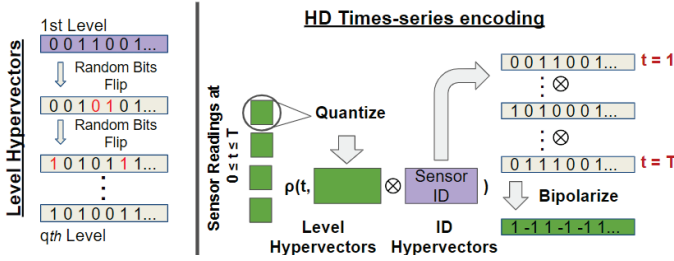 Level Hypervectors
1st Level
0 0 1 1 0 0 1...
Random Bits
Flip
0 0 1 0 1 0 1...
Random Bits
Flip
1 0 1 0 1 1 1...
1 0 1 0 0 1 1...
qth Level
HD Times-series encoding
Sensor Readings at
0 ≤ t ≤ T
Quantize
ρ(t, ⊗ Sensor ID )
Level
Hypervectors
ID
Hypervectors
0 0 1 1 0 0 1... t = 1
⊗
1 0 1 0 0 0 1...
⊗
0 1 1 1 0 0 1... t = T
Bipolarize
1 -1 1 -1 -1 1...